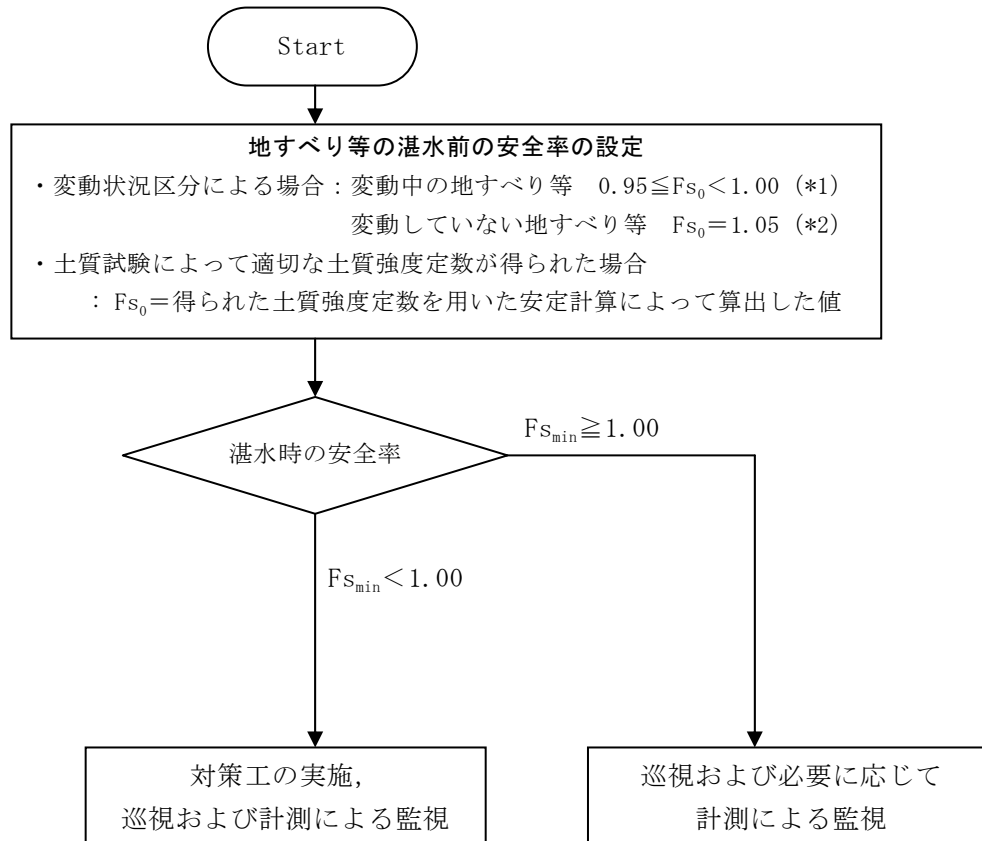 Start
地すべり等の湛水前の安全率の設定
・変動状況区分による場合：変動中の地すべり等　0.95≦Fs₀＜1.00 (*1)
変動していない地すべり等　Fs₀＝1.05 (*2)
・土質試験によって適切な土質強度定数が得られた場合
：Fs₀＝得られた土質強度定数を用いた安定計算によって算出した値
Fsmin≧1.00
湛水時の安全率
Fsmin＜1.00
対策工の実施，
巡視および計測による監視
巡視および必要に応じて
計測による監視